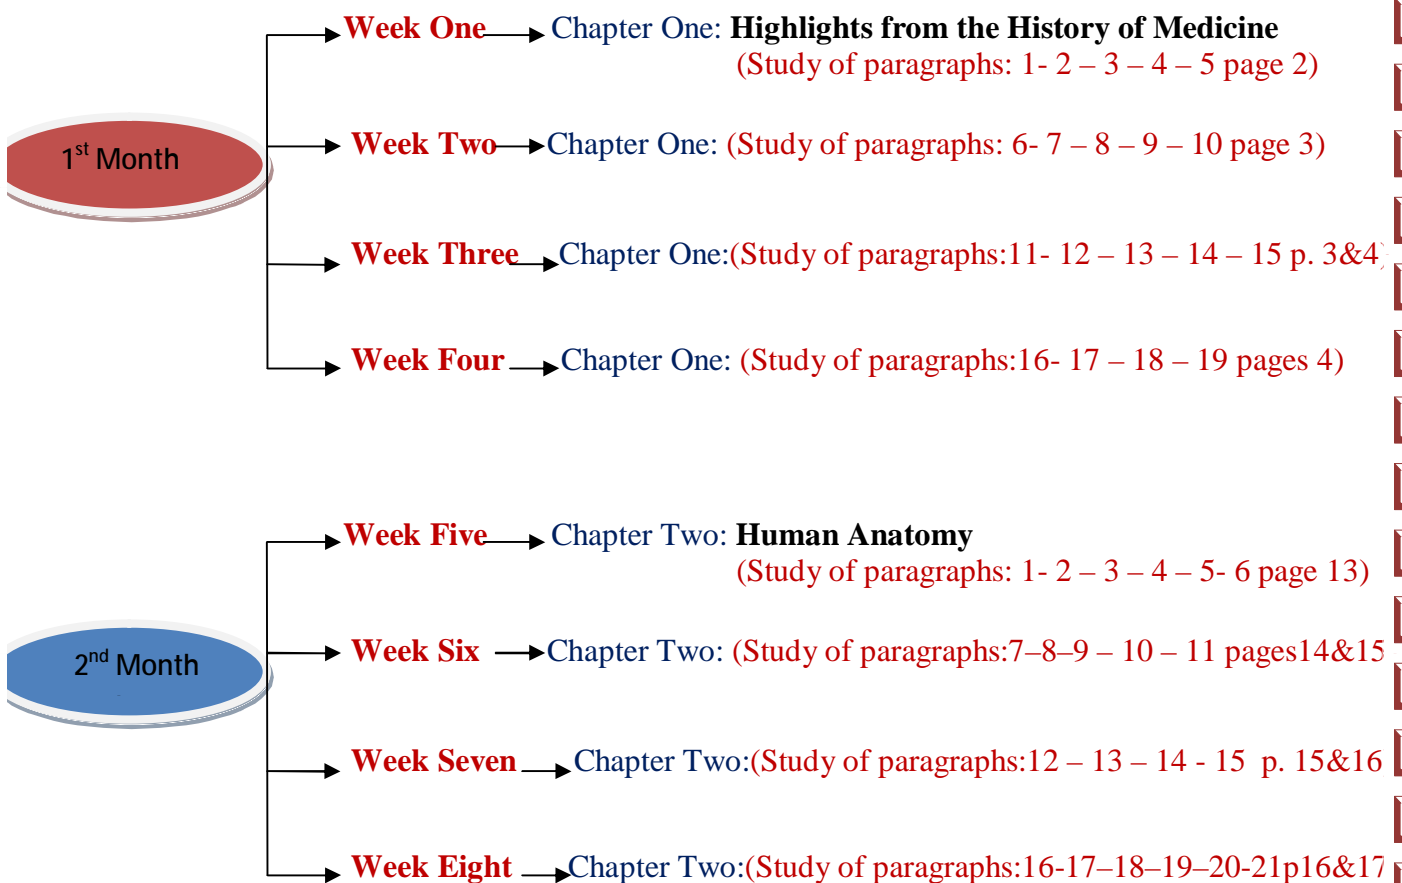 Week One Chapter One: Highlights from the History of Medicine
(Study of paragraphs: 1- 2 – 3 – 4 – 5 page 2)
1st Month
Week Two Chapter One: (Study of paragraphs: 6- 7 – 8 – 9 – 10 page 3)
Week Three Chapter One:(Study of paragraphs:11- 12 – 13 – 14 – 15 p. 3&4)
Week Four Chapter One: (Study of paragraphs:16- 17 – 18 – 19 pages 4)
Week Five Chapter Two: Human Anatomy
(Study of paragraphs: 1- 2 – 3 – 4 – 5- 6 page 13)
2nd Month
Week Six Chapter Two: (Study of paragraphs:7–8–9 – 10 – 11 pages14&15
Week Seven Chapter Two:(Study of paragraphs:12 – 13 – 14 - 15 p. 15&16
Week Eight Chapter Two:(Study of paragraphs:16-17–18–19–20-21p16&17